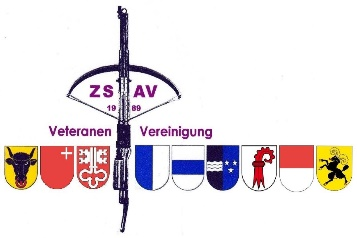 ZS AV
19 89
Veteranen Vereinigung